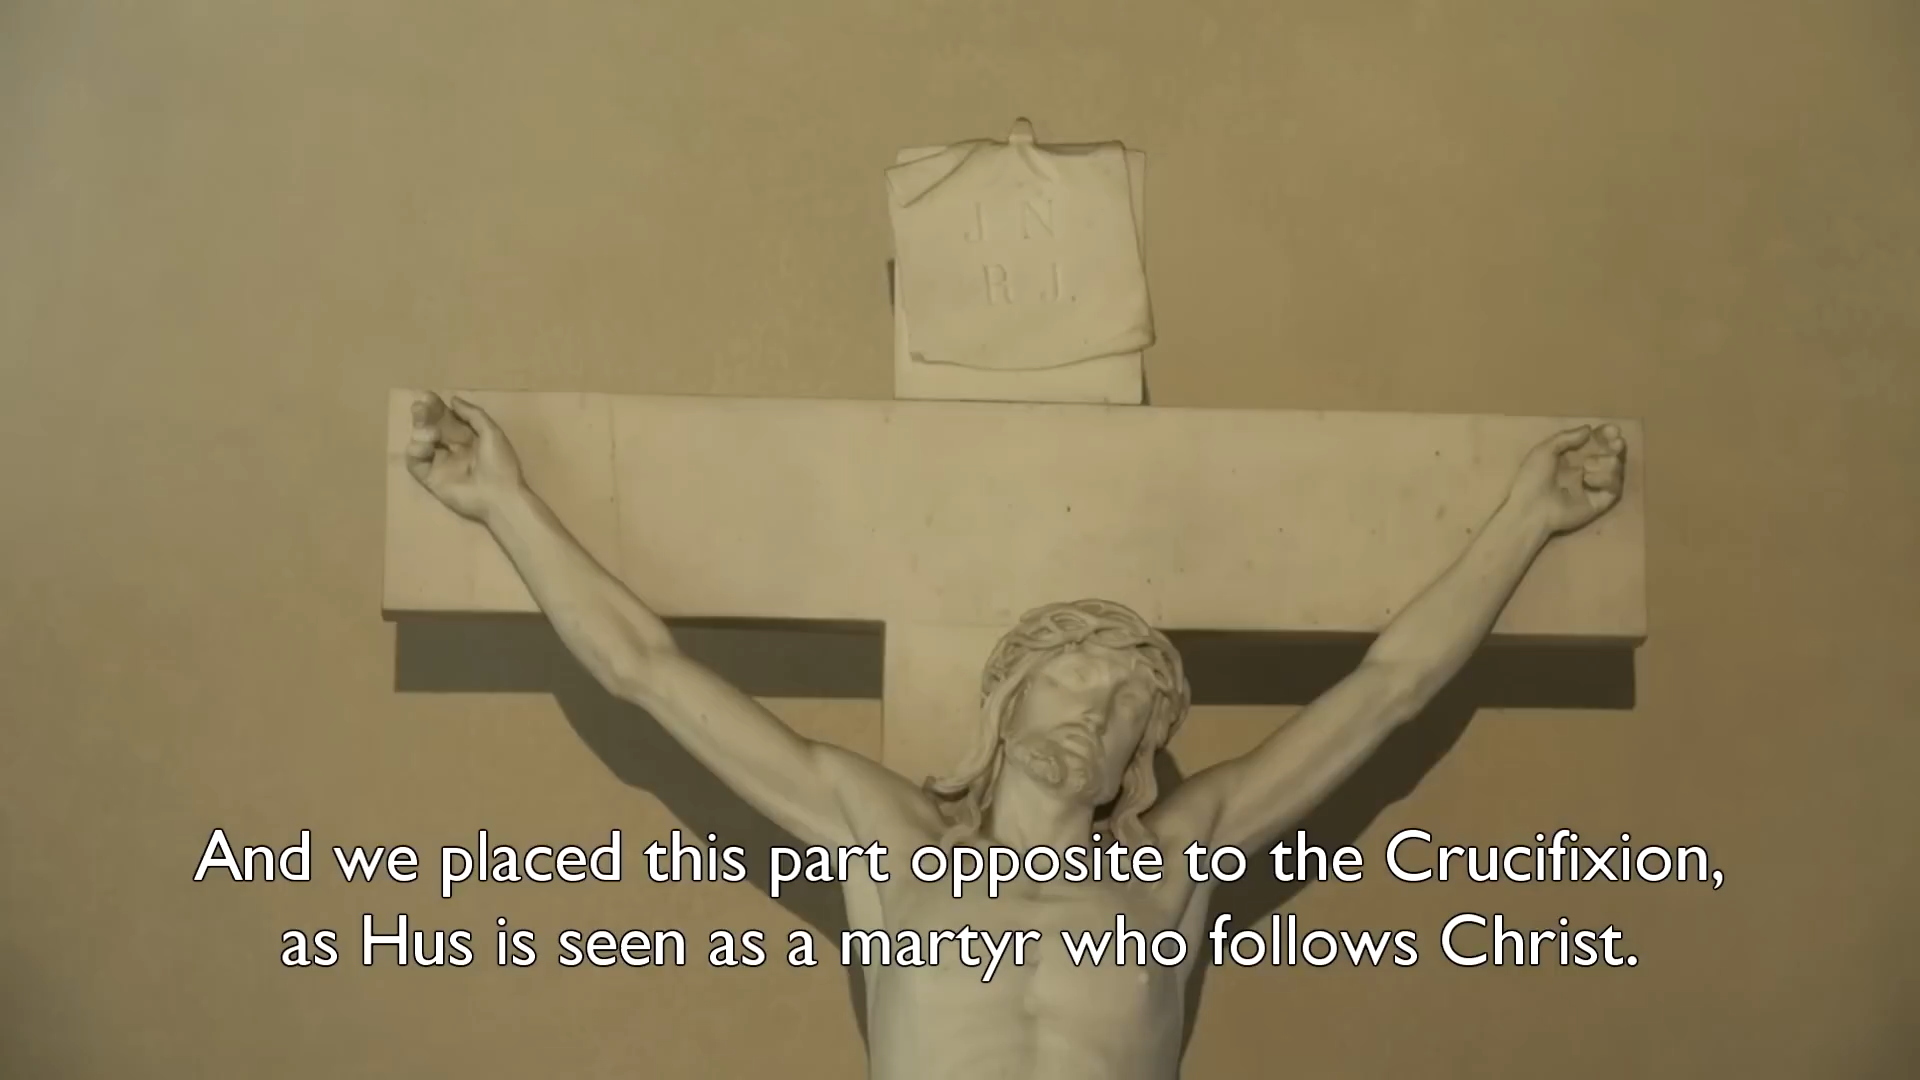 J N
R J.
And we placed this part opposite to the Crucifixion,
as Hus is seen as a martyr who follows Christ.